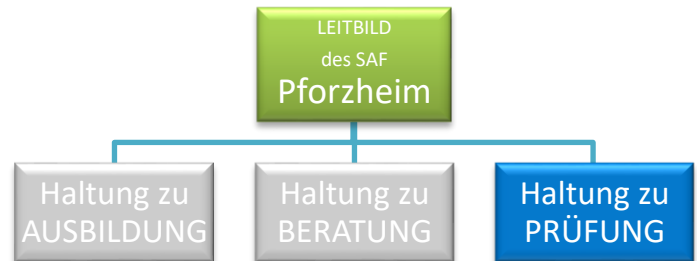 LEITBILD
des SAF
Pforzheim
Haltung zu
AUSBILDUNG
Haltung zu
BERATUNG
Haltung zu
PRÜFUNG